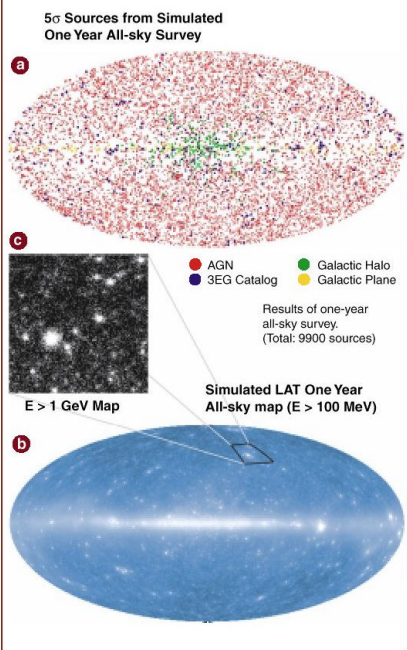 5σ Sources from Simulated
One Year All-sky Survey
a
c
AGN
3EG Catalog
Galactic Halo
Galactic Plane
Results of one-year
all-sky survey.
(Total: 9900 sources)
E > 1 GeV Map
Simulated LAT One Year
All-sky map (E > 100 MeV)
b